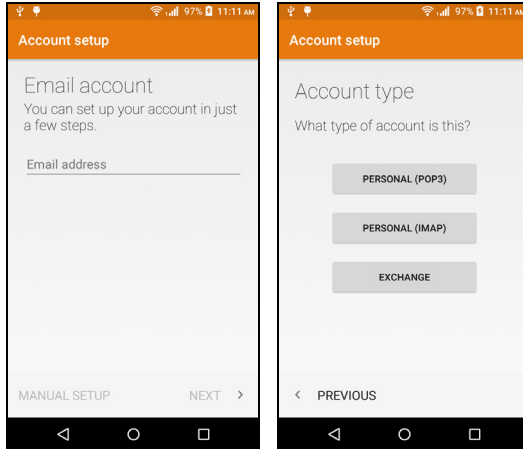 97% 11:11 AM
Account setup
Email account
You can set up your account in just
a few steps.
Email address
MANUAL SETUP NEXT >
97% 11:11 AM
Account setup
Account type
What type of account is this?
PERSONAL (POP3)
PERSONAL (IMAP)
EXCHANGE
< PREVIOUS